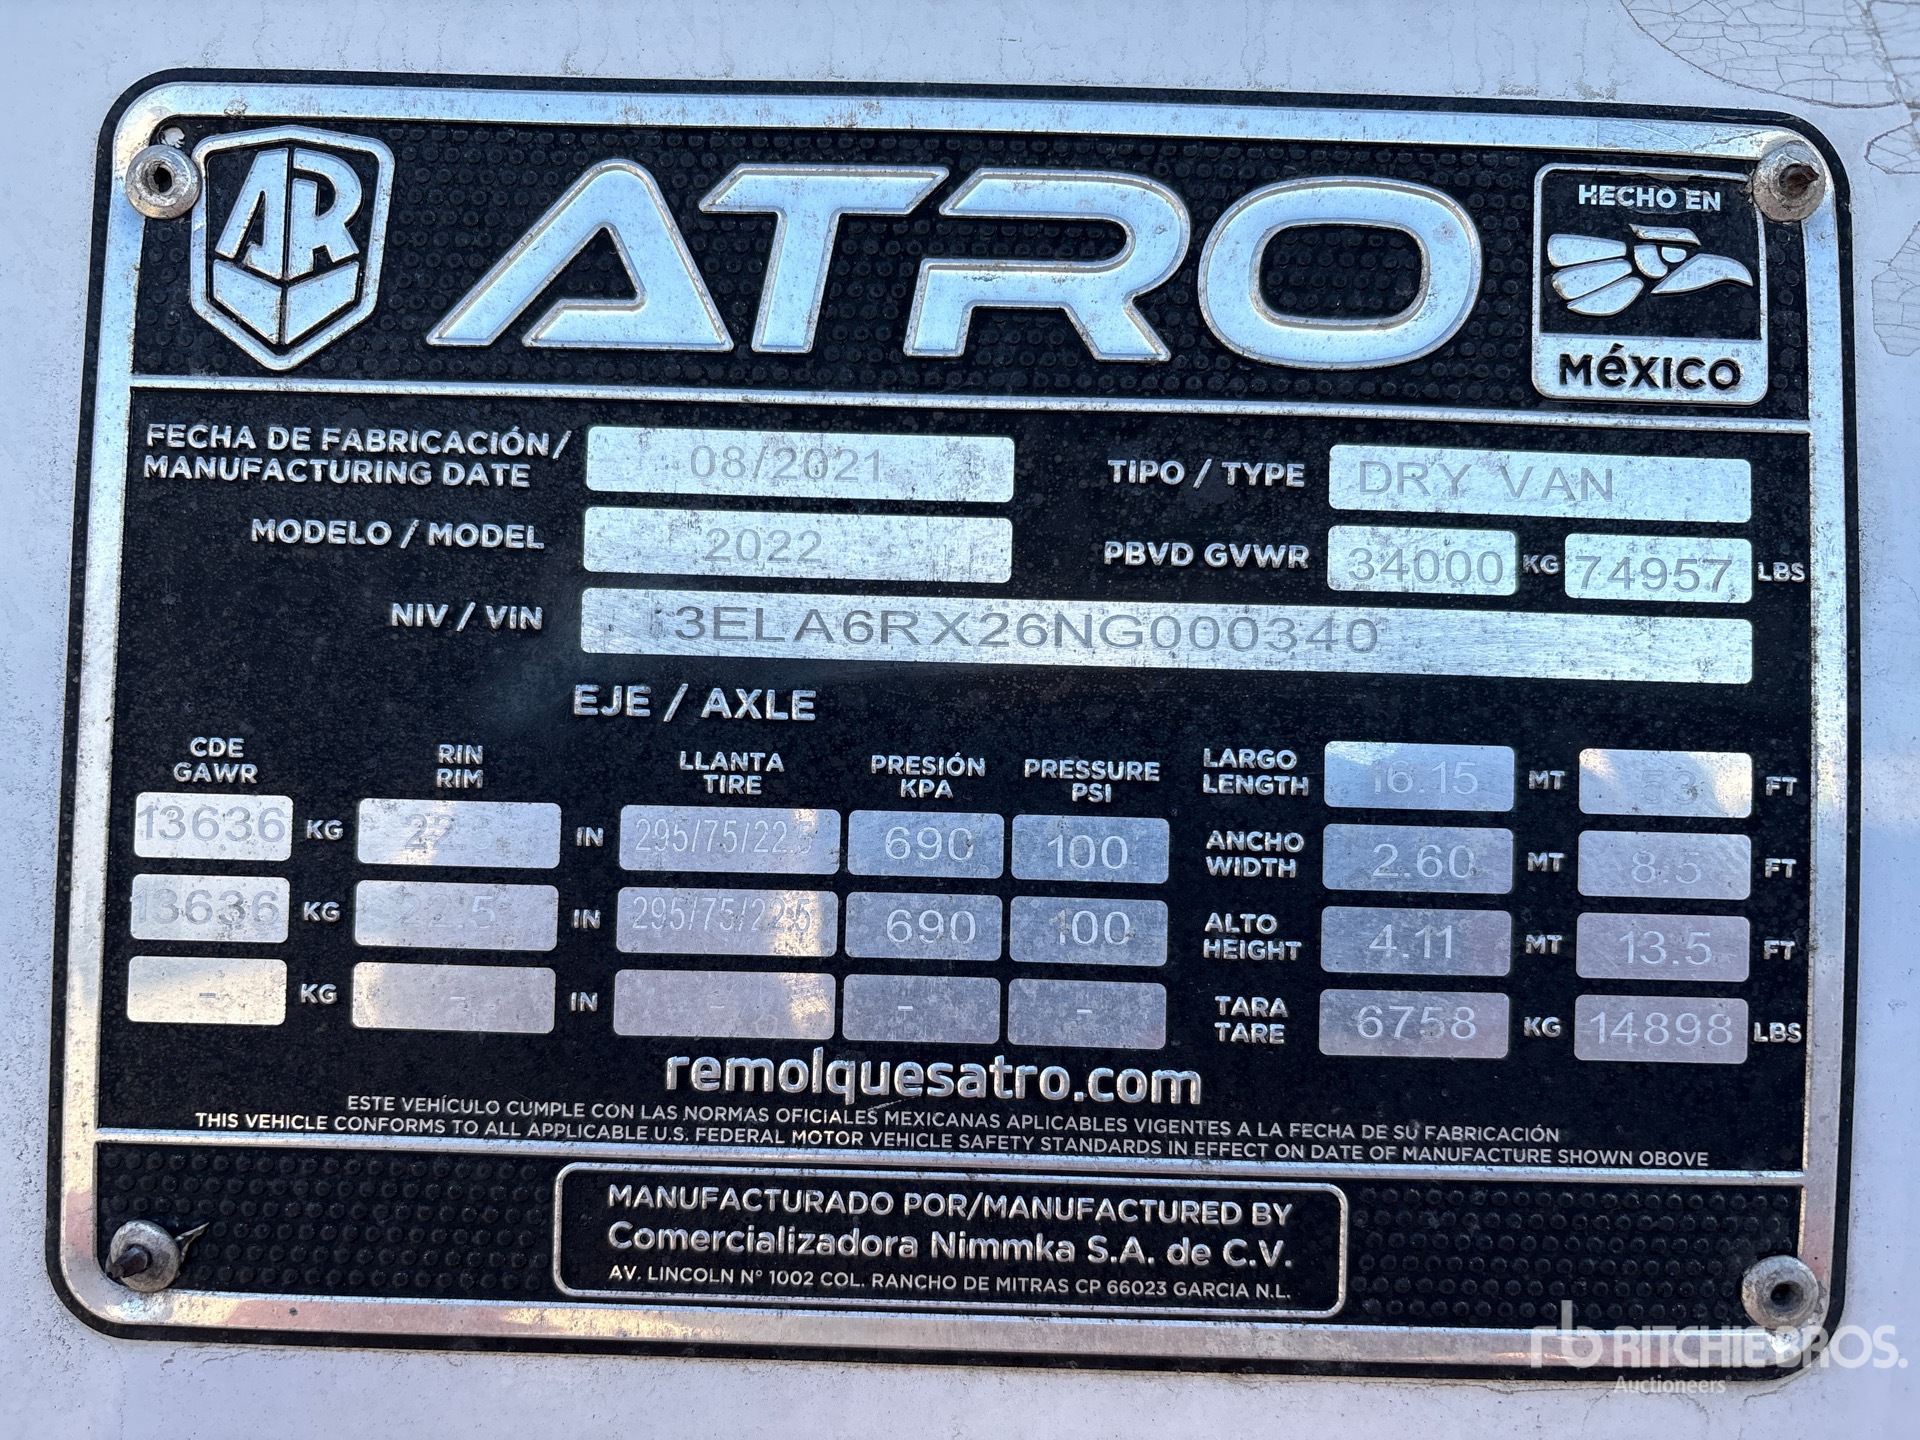 AR
ATRO
HECHO EN
MéXICO
FECHA DE FABRICACIÓN/
MANUFACTURING DATE
08/2021
TIPO / TYPE
DRY VAN
MODELO / MODEL
2022
PBVD GVWR
34000 KG 74957 LBS
NIV / VIN
3ELA6RX26NG000340
EJE / AXLE
CDE
GAWR
RIN
RIM
LLANTA
TIRE
PRESIÓN
KPA
PRESSURE
PSI
13636 KG 22.5 IN 295/75/22.5 690 100
13636 KG 22.5 IN 295/75/22.5 690 100
- KG - IN - - -
LARGO
LENGTH
16.15 MT FT
ANCHO
WIDTH
2.60 MT 8.5 FT
ALTO
HEIGHT
4.11 MT 13.5 FT
TARA
TARE
6758 KG 14898 LBS
remolquesatro.com
ESTE VEHÍCULO CUMPLE CON LAS NORMAS OFICIALES MEXICANAS APLICABLES VIGENTES A LA FECHA DE SU FABRICACIÓN
THIS VEHICLE CONFORMS TO ALL APPLICABLE U.S. FEDERAL MOTOR VEHICLE SAFETY STANDARDS IN EFFECT ON DATE OF MANUFACTURE SHOWN OBOVE
MANUFACTURADO POR/MANUFACTURED BY
Comercializadora Nimmka S.A. de C.V.
AV. LINCOLN N° 1002 COL. RANCHO DE MITRAS CP 66023 GARCIA N.L.
rb RITCHIE BROS.
Auctioneers